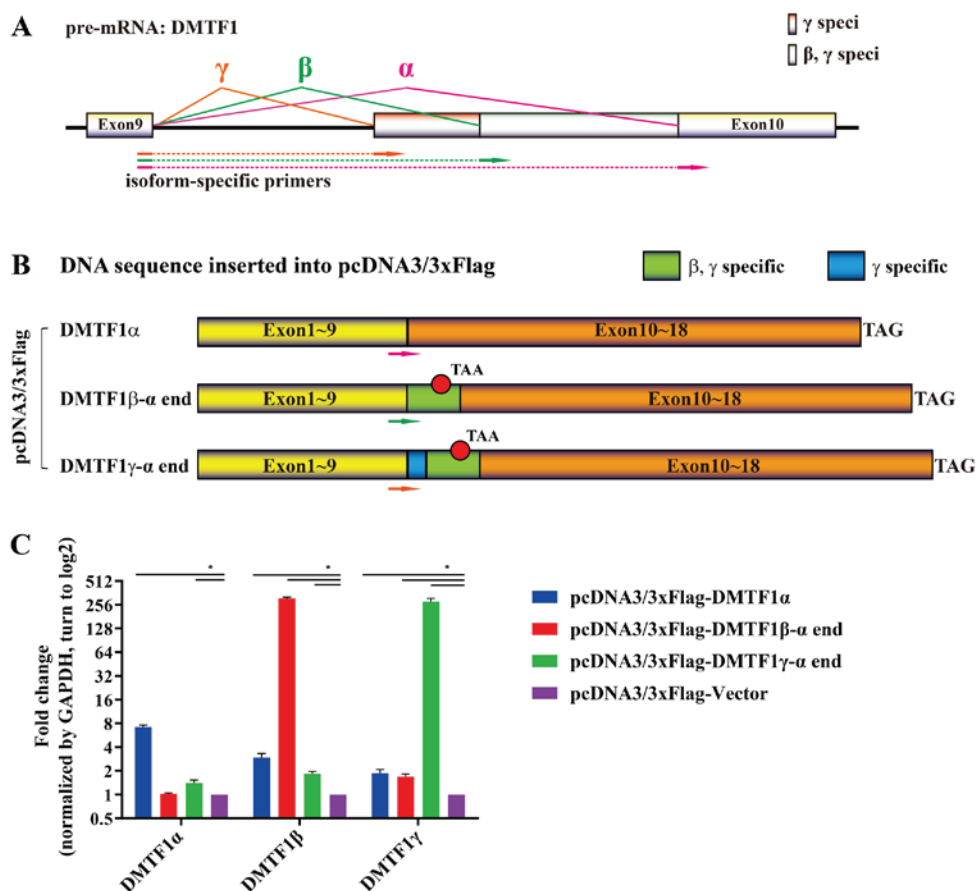 A
pre-mRNA: DMTF1
γ speci
β, γ speci
γ
β
α
Exon9
Exon10
isoform-specific primers
B
DNA sequence inserted into pcDNA3/3xFlag
β, γ specific
γ specific
pcDNA3/3xFlag
DMTF1α
Exon1~9
Exon10~18
TAG
TAA
DMTF1β-α end
Exon1~9
Exon10~18
TAG
TAA
DMTF1γ-α end
Exon1~9
Exon10~18
TAG
C
Fold change
(normalized by GAPDH, turn to log2)
512
256
128
64
32
16
8
4
2
1
0.5
*
*
*
DMTF1α
DMTF1β
DMTF1γ
pcDNA3/3xFlag-DMTF1α
pcDNA3/3xFlag-DMTF1β-α end
pcDNA3/3xFlag-DMTF1γ-α end
pcDNA3/3xFlag-Vector